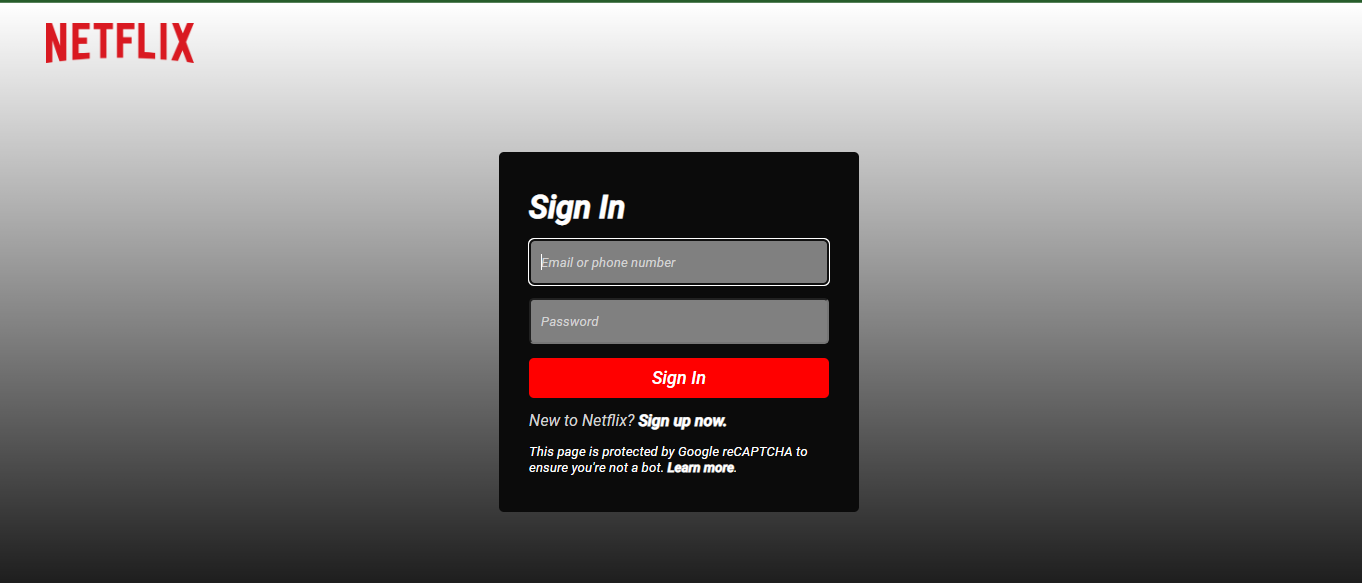 NETFLIX
Sign In
Email or phone number
Password
Sign In
New to Netflix? Sign up now.
This page is protected by Google reCAPTCHA to
ensure you're not a bot. Learn more.